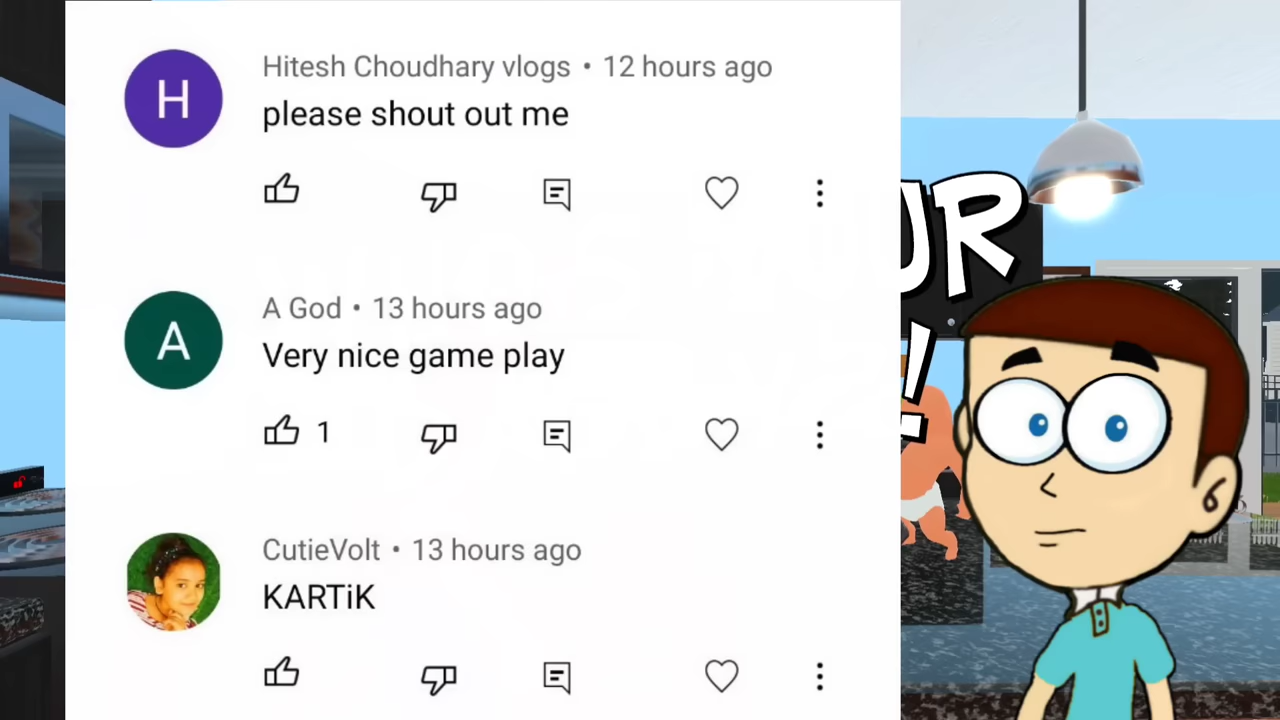 Hitesh Choudhary vlogs • 12 hours ago
please shout out me
A God • 13 hours ago
Very nice game play
1
CutieVolt • 13 hours ago
KARTiK
H
A
UR
!